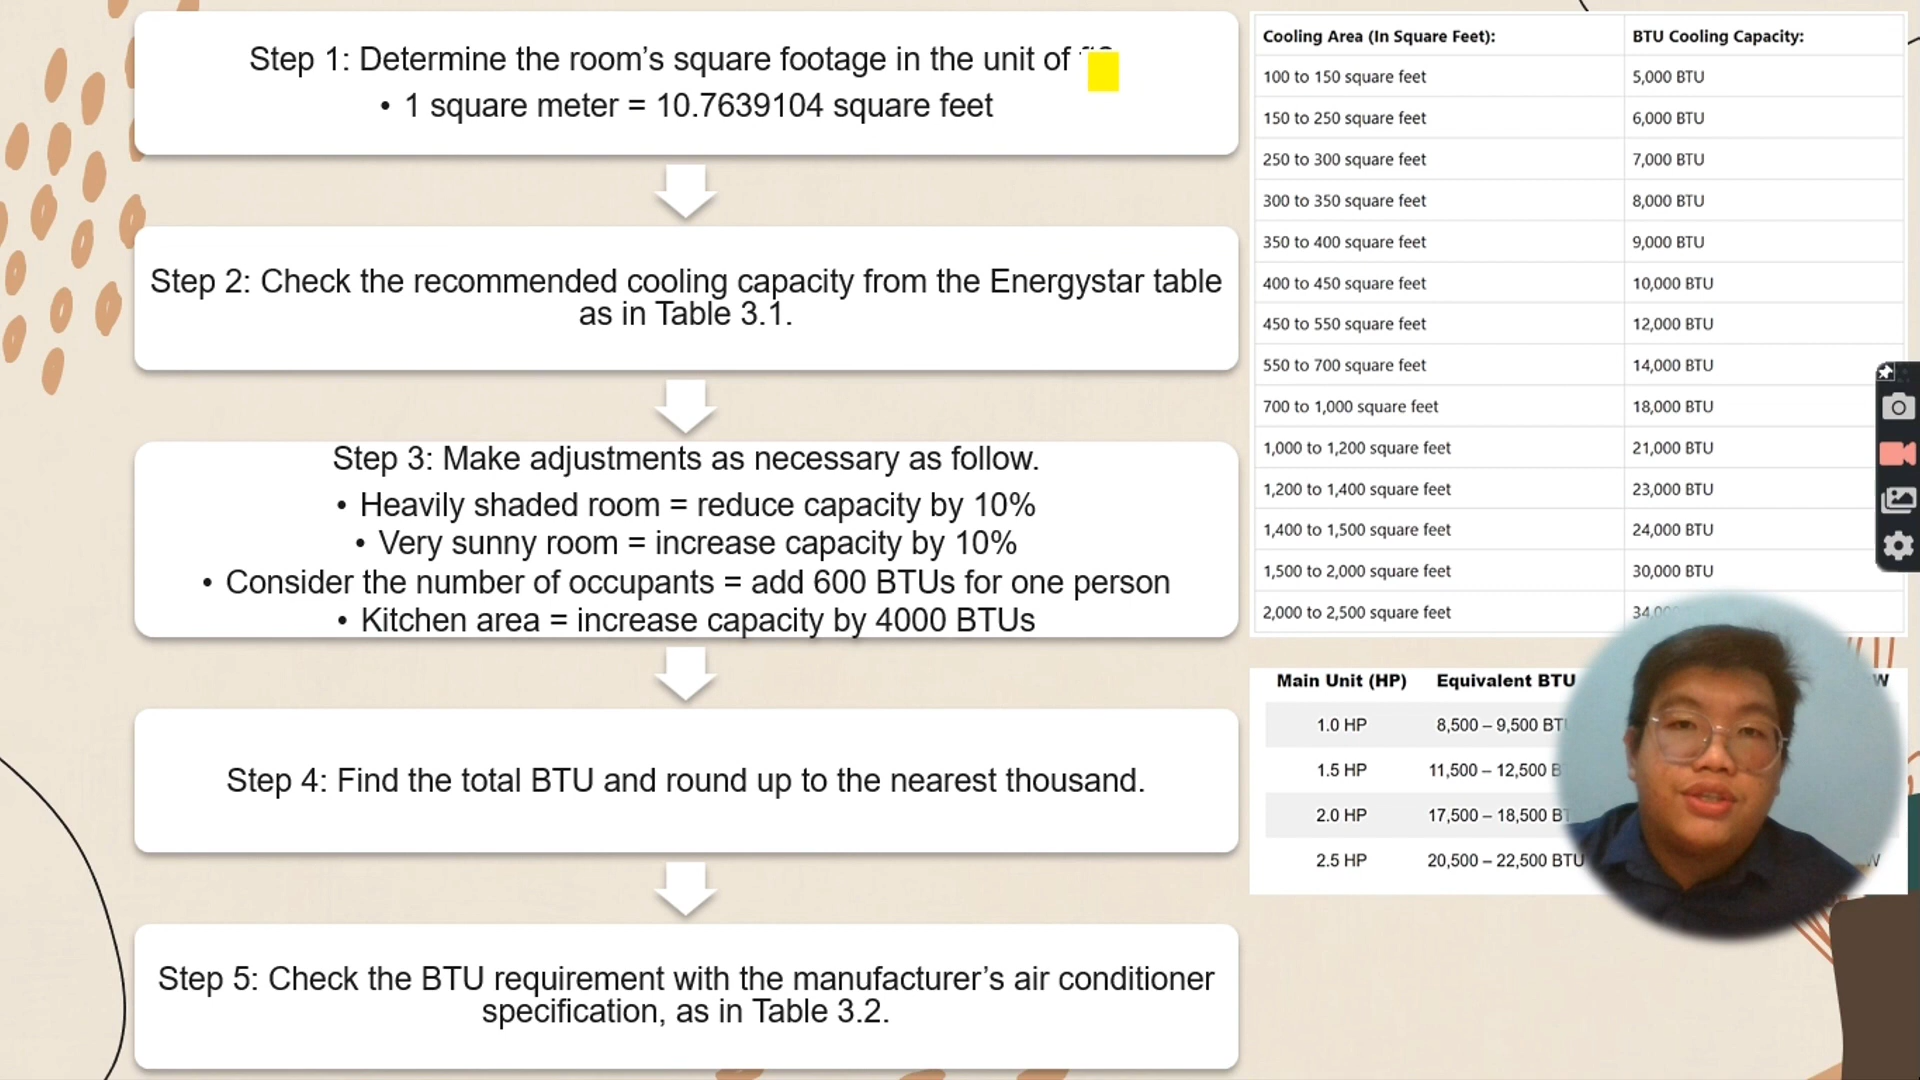 Step 1: Determine the room's square footage in the unit of
• 1 square meter = 10.7639104 square feet
Step 2: Check the recommended cooling capacity from the Energystar table
as in Table 3.1.
Step 3: Make adjustments as necessary as follow.
• Heavily shaded room = reduce capacity by 10%
• Very sunny room = increase capacity by 10%
• Consider the number of occupants = add 600 BTUs for one person
• Kitchen area = increase capacity by 4000 BTUs
Step 4: Find the total BTU and round up to the nearest thousand.
Step 5: Check the BTU requirement with the manufacturer's air conditioner
specification, as in Table 3.2.
Cooling Area (In Square Feet): BTU Cooling Capacity:
100 to 150 square feet 5,000 BTU
150 to 250 square feet 6,000 BTU
250 to 300 square feet 7,000 BTU
300 to 350 square feet 8,000 BTU
350 to 400 square feet 9,000 BTU
400 to 450 square feet 10,000 BTU
450 to 550 square feet 12,000 BTU
550 to 700 square feet 14,000 BTU
700 to 1,000 square feet 18,000 BTU
1,000 to 1,200 square feet 21,000 BTU
1,200 to 1,400 square feet 23,000 BTU
1,400 to 1,500 square feet 24,000 BTU
1,500 to 2,000 square feet 30,000 BTU
2,000 to 2,500 square feet
Main Unit (HP) Equivalent BTU
1.0 HP 8,500 – 9,500
1.5 HP 11,500 – 12,500
2.0 HP 17,500 – 18,500
2.5 HP 20,500 – 22,500 BTU